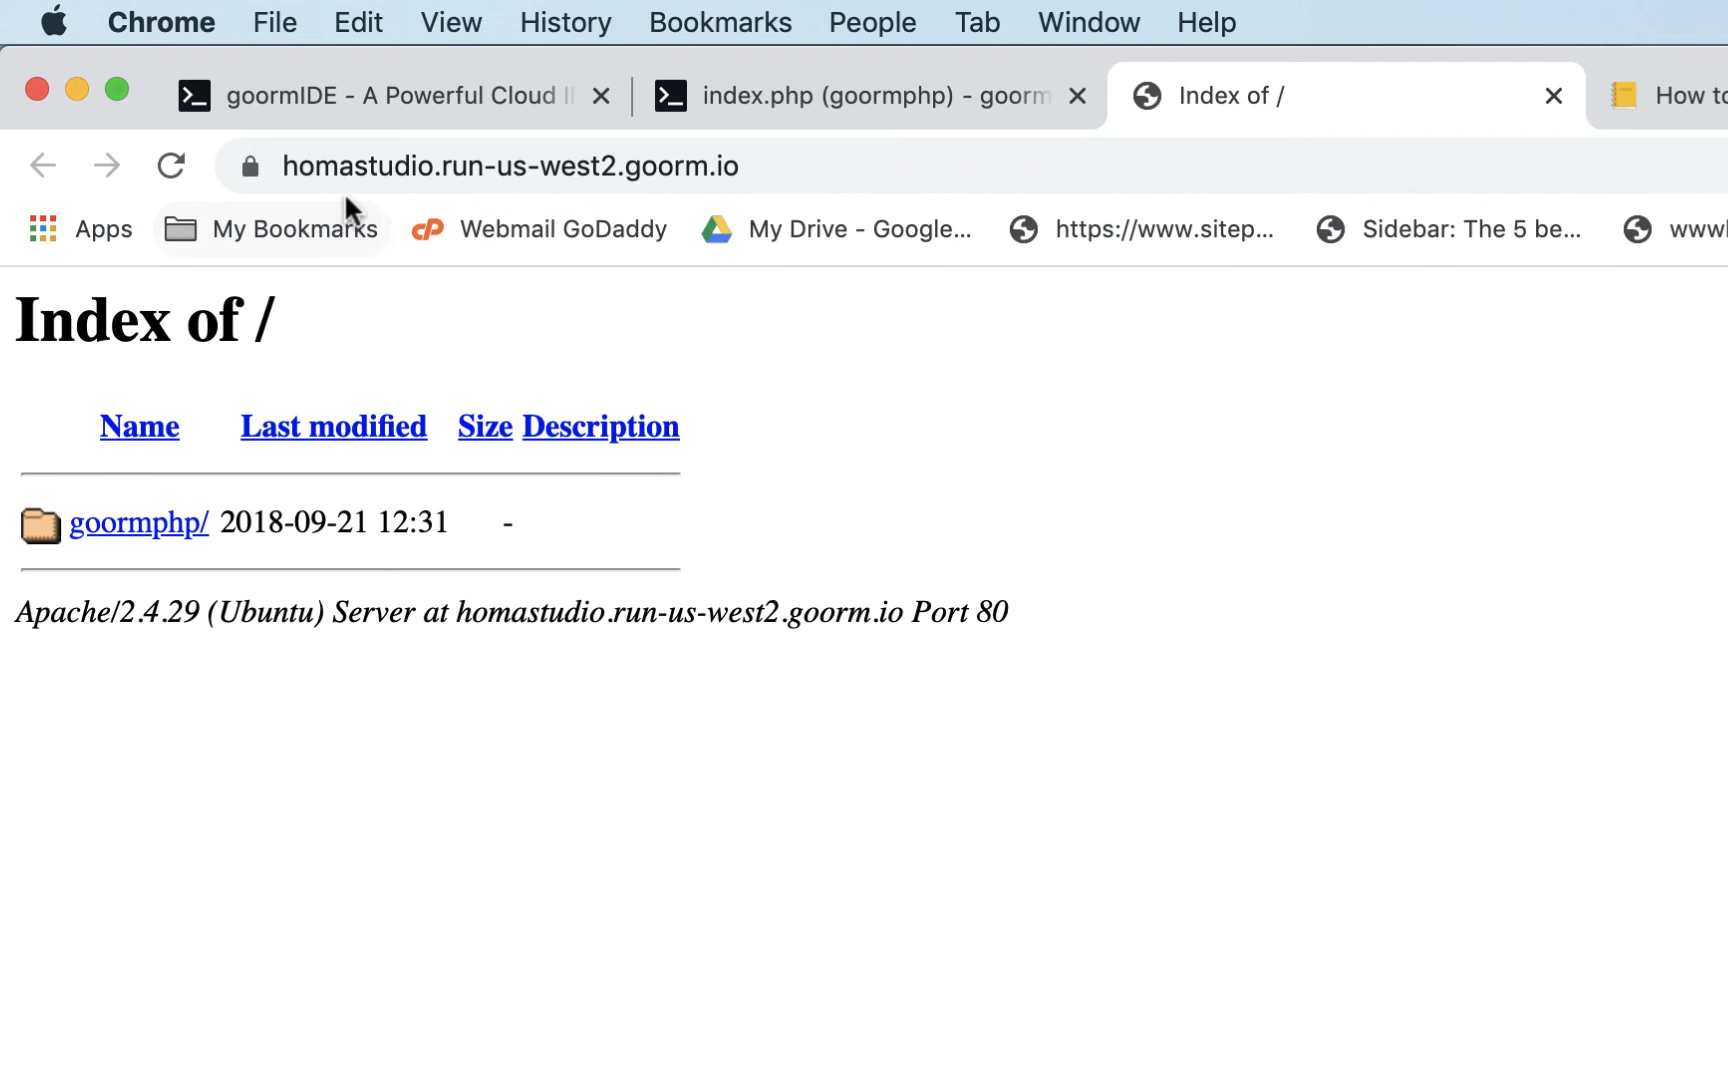 Chrome File Edit View History Bookmarks People Tab Window Help
goormIDE - A Powerful Cloud index.php (goormphp) - goorm Index of / How to
homastudio.run-us-west2.goorm.io
Apps My Bookmarks Webmail GoDaddy My Drive - Google... https://www.sitep... Sidebar: The 5 be...
Index of /
Name Last modified Size Description
goormphp/ 2018-09-21 12:31 -
Apache/2.4.29 (Ubuntu) Server at homastudio.run-us-west2.goorm.io Port 80